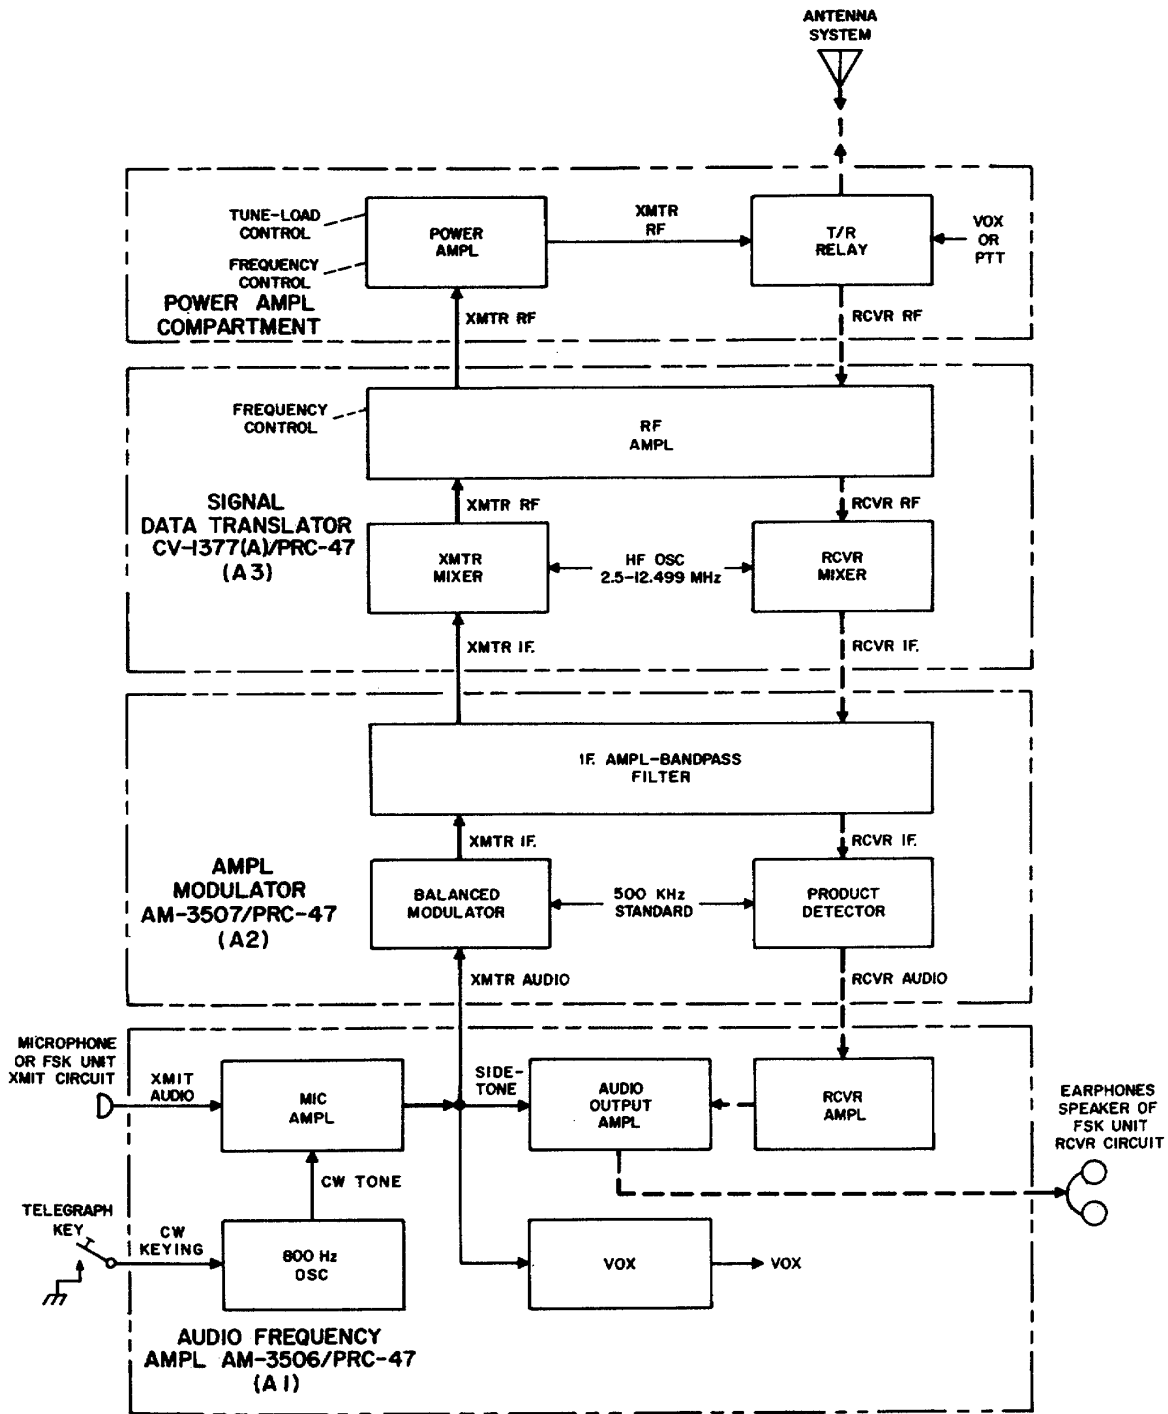 ANTENNA
SYSTEM
TUNE-LOAD
CONTROL
FREQUENCY
CONTROL
POWER AMPL
COMPARTMENT
POWER
AMPL
XMTR
RF
T/R
RELAY
VOX
OR
PTT
XMTR RF
RCVR RF
FREQUENCY
CONTROL
RF
AMPL
SIGNAL
DATA TRANSLATOR
CV-1377(A)/PRC-47
(A3)
XMTR RF
RCVR RF
XMTR
MIXER
HF OSC
2.5-12.499 MHz
RCVR
MIXER
XMTR IF.
RCVR IF.
IF. AMPL-BANDPASS
FILTER
AMPL
MODULATOR
AM-3507/PRC-47
(A2)
XMTR IF.
RCVR IF.
BALANCED
MODULATOR
500 KHz
STANDARD
PRODUCT
DETECTOR
XMTR AUDIO
RCVR AUDIO
MICROPHONE
OR FSK UNIT
XMIT CIRCUIT
XMIT
AUDIO
MIC
AMPL
SIDE-
TONE
AUDIO
OUTPUT
AMPL
RCVR
AMPL
EARPHONES
SPEAKER OF
FSK UNIT
RCVR CIRCUIT
CW TONE
TELEGRAPH
KEY
CW
KEYING
800 Hz
OSC
VOX
VOX
AUDIO FREQUENCY
AMPL AM-3506/PRC-47
(A1)